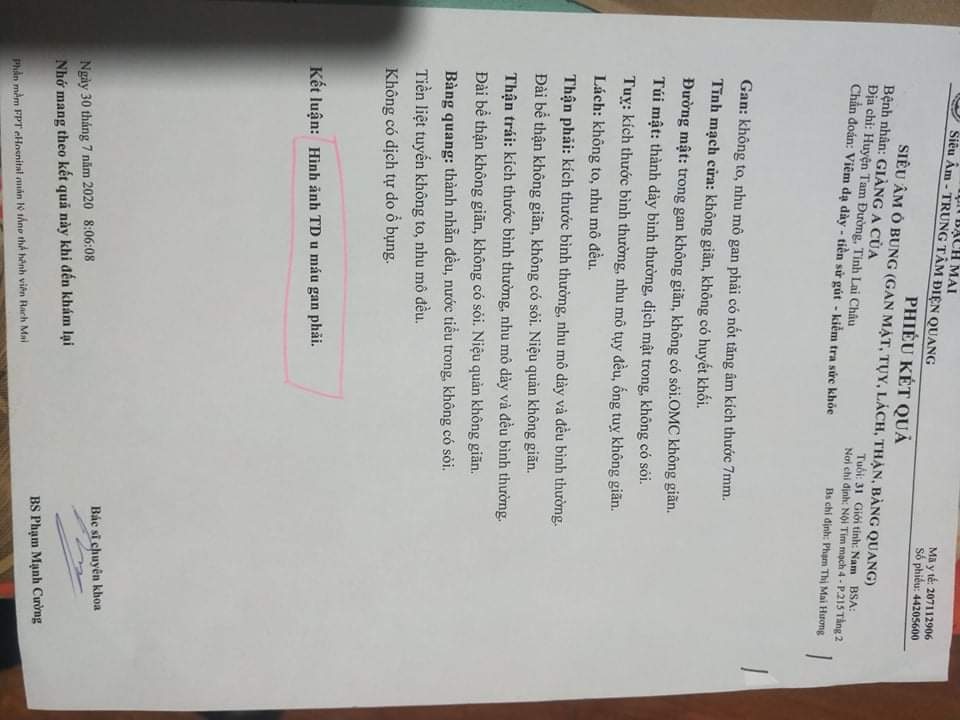 BẠCH MAI
Siêu Âm - TRUNG TÂM ĐIỆN QUANG
Mã y tế: 207112906
Số phiếu: 44205600
PHIẾU KẾT QUẢ
SIÊU ÂM Ổ BỤNG (GAN MẬT, TỤY, LÁCH, THẬN, BÀNG QUANG)
Bệnh nhân: GIÀNG A CỦA Tuổi: 31 Giới tính: Nam BSA:
Địa chỉ: Huyện Tam Đường, Tỉnh Lai Châu Nơi chỉ định: Nội Tim mạch 4 - P.215 Tầng 2
Chẩn đoán: Viêm dạ dày - tiền sử gút - kiểm tra sức khỏe Bs chỉ định: Phạm Thị Mai Hương
Gan: không to, nhu mô gan phải có nốt tăng âm kích thước 7mm.
Tĩnh mạch cửa: không giãn, không có huyết khối.
Đường mật: trong gan không giãn, không có sỏi.OMC không giãn.
Túi mật: thành dày bình thường, dịch mật trong, không có sỏi.
Tụy: kích thước bình thường, nhu mô tụy đều, ống tuỵ không giãn.
Lách: không to, nhu mô đều.
Thận phải: kích thước bình thường, nhu mô dày và đều bình thường.
Đài bể thận không giãn, không có sỏi. Niệu quản không giãn.
Thận trái: kích thước bình thường, nhu mô dày và đều bình thường.
Đài bể thận không giãn, không có sỏi. Niệu quản không giãn.
Bàng quang: thành nhẵn đều, nước tiểu trong, không có sỏi.
Tiền liệt tuyến không to, nhu mô đều.
Không có dịch tự do ổ bụng.
Kết luận: Hình ảnh TD u máu gan phải.
Ngày 30 tháng 7 năm 2020 8:06:08
Bác sĩ chuyên khoa
Nhớ mang theo kết quả này khi đến khám lại
BS Phạm Mạnh Cường
Phần mềm FPT eHospital quản lý tổng thể bệnh viện Bạch Mai